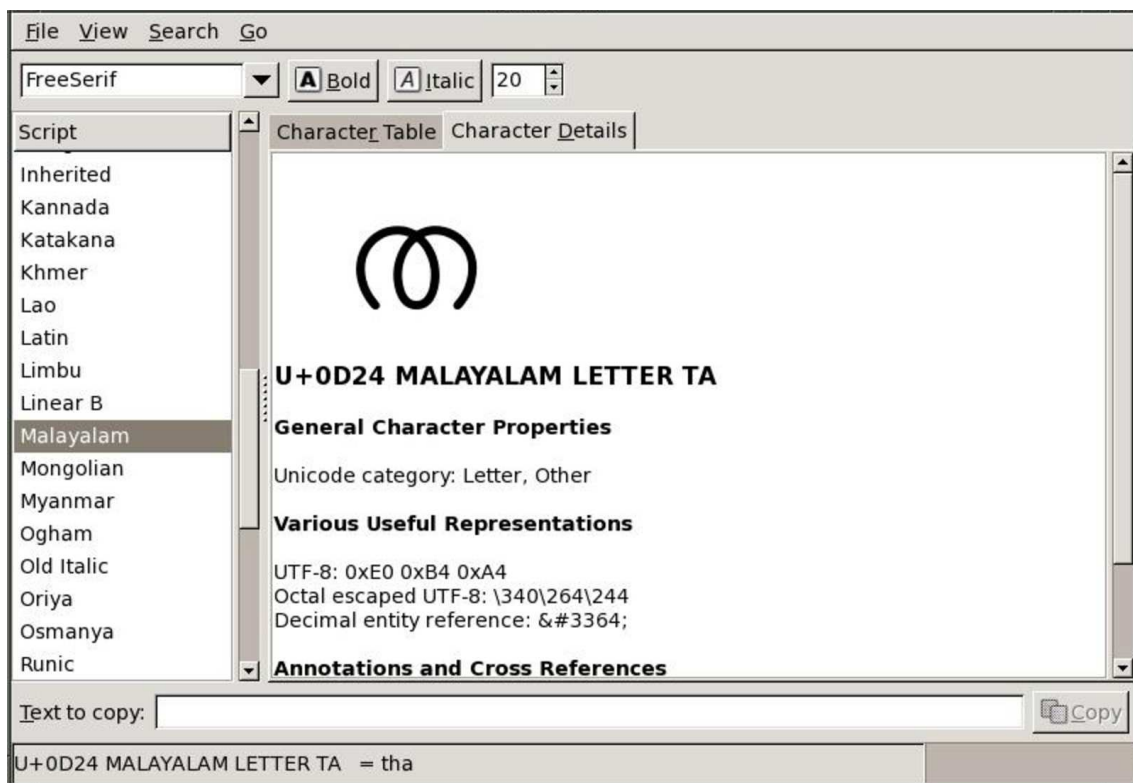 File View Search Go
FreeSerif Bold Italic 20
Script
Character Table Character Details
Inherited
Kannada
Katakana
Khmer
Lao
Latin
Limbu
Linear B
Malayalam
Mongolian
Myanmar
Ogham
Old Italic
Oriya
Osmanya
Runic
ത
U+0D24 MALAYALAM LETTER TA
General Character Properties
Unicode category: Letter, Other
Various Useful Representations
UTF-8: 0xE0 0xB4 0xA4
Octal escaped UTF-8: \340\264\244
Decimal entity reference: &#3364;
Annotations and Cross References
Text to copy: Copy
U+0D24 MALAYALAM LETTER TA = tha